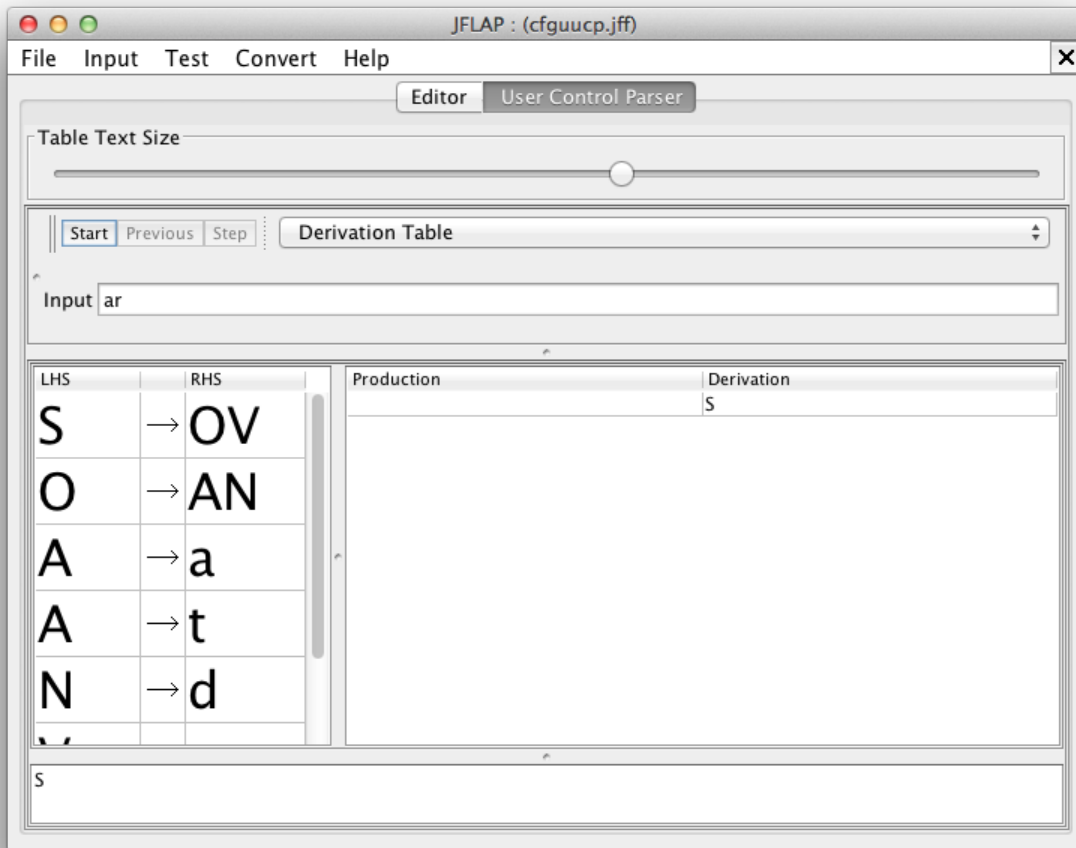 JFLAP : (cfguucp.jff)
File Input Test Convert Help
Editor User Control Parser
Table Text Size
Start Previous Step Derivation Table
Input ar
LHS RHS Production Derivation
S
S → OV
O → AN
A → a
A → t
N → d
S